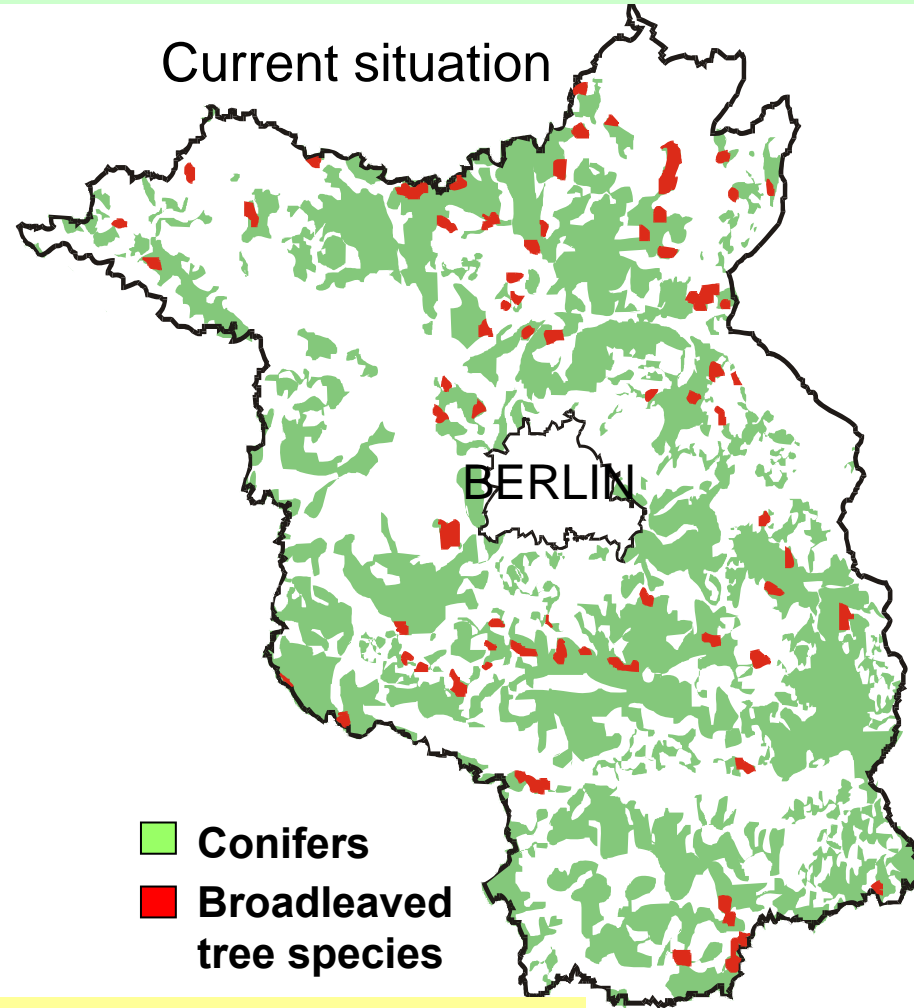 Current situation
BERLIN
Conifers
Broadleaved
tree species